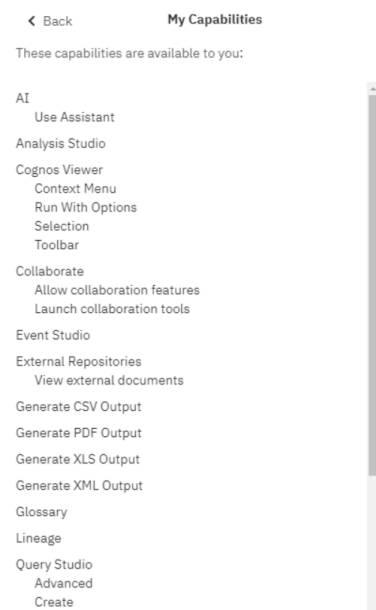 Back
My Capabilities
These capabilities are available to you:
AI
Use Assistant
Analysis Studio
Cognos Viewer
Context Menu
Run With Options
Selection
Toolbar
Collaborate
Allow collaboration features
Launch collaboration tools
Event Studio
External Repositories
View external documents
Generate CSV Output
Generate PDF Output
Generate XLS Output
Generate XML Output
Glossary
Lineage
Query Studio
Advanced
Create